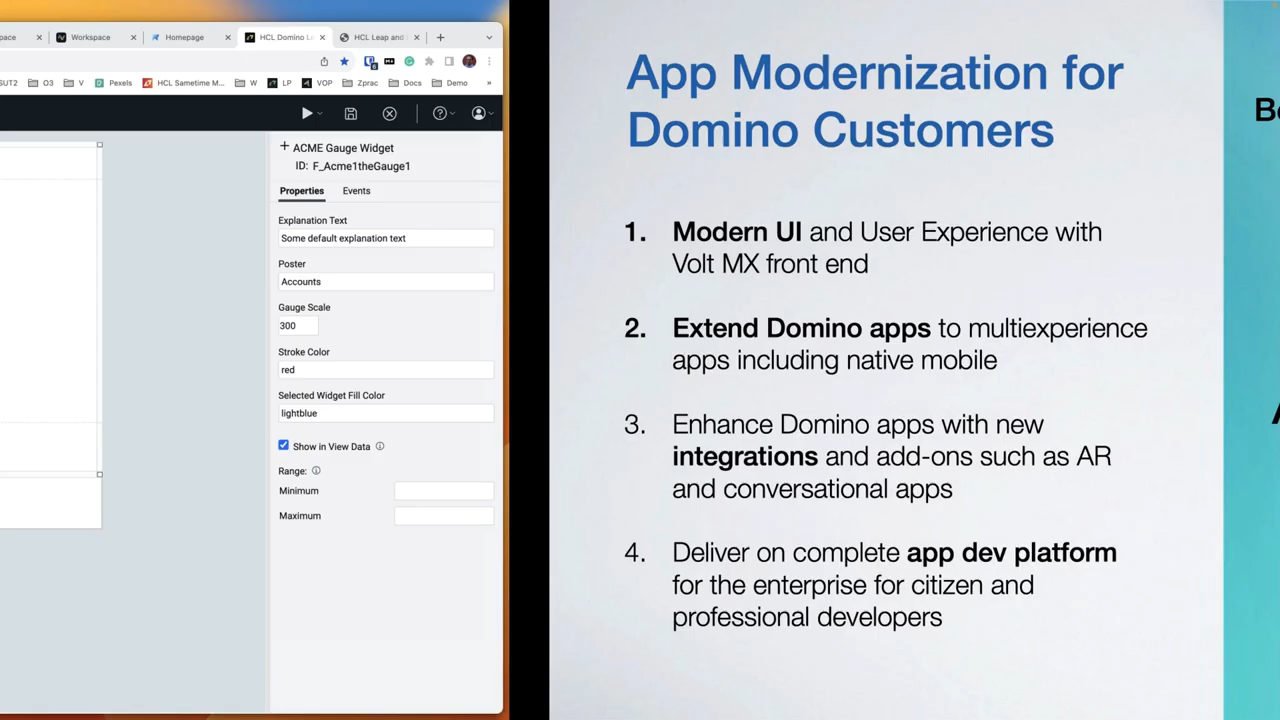 Workspace
Homepage
HCL Domino L
HCL Leap and
SUT2
O3
V
Pexels
HCL Sametime M...
W
LP
VOP
Zprac
Docs
Demo
»
ACME Gauge Widget
ID: F_Acme1theGauge1
Properties Events
Explanation Text
Some default explanation text
Poster
Accounts
Gauge Scale
300
Stroke Color
red
Selected Widget Fill Color
lightblue
Show in View Data
Range:
Minimum
Maximum
App Modernization for
Domino Customers
1. Modern UI and User Experience with
Volt MX front end
2. Extend Domino apps to multiexperience
apps including native mobile
3. Enhance Domino apps with new
integrations and add-ons such as AR
and conversational apps
4. Deliver on complete app dev platform
for the enterprise for citizen and
professional developers